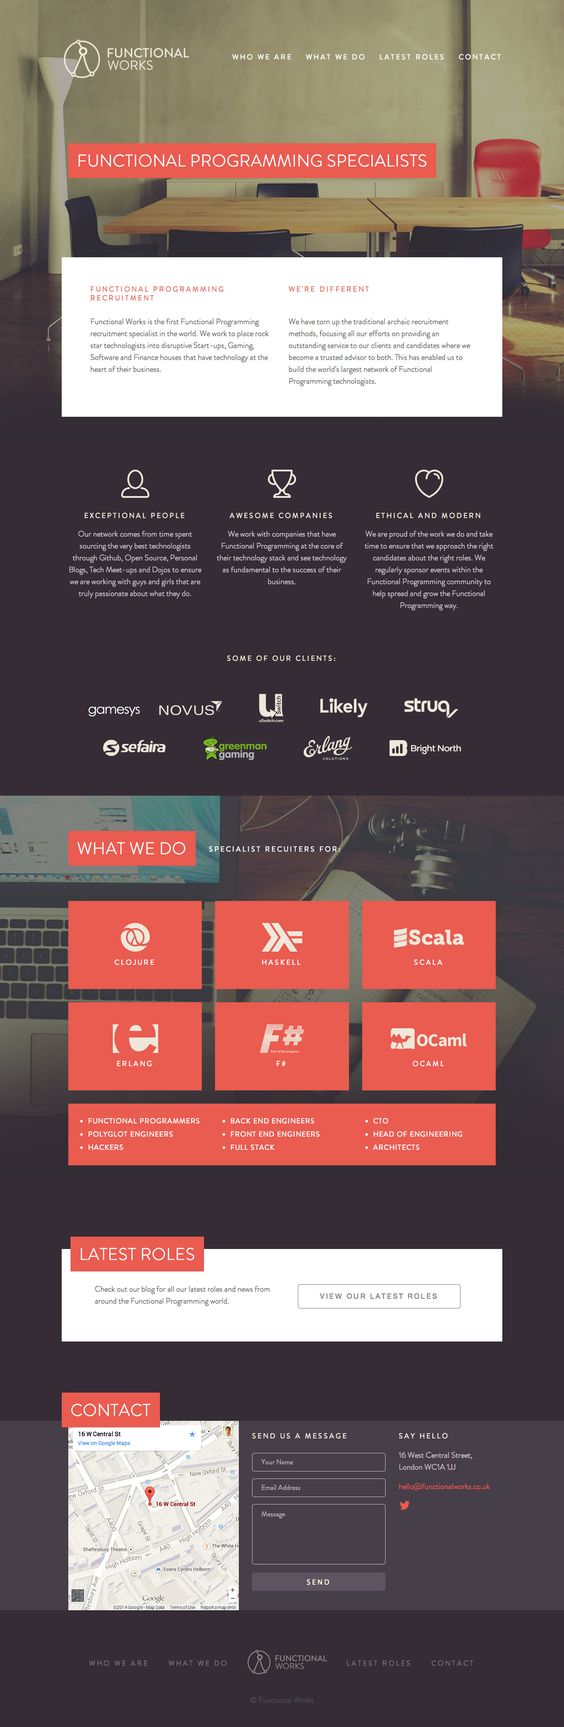 FUNCTIONAL
WORKS
WHO WE ARE
WHAT WE DO
LATEST ROLES
CONTACT
FUNCTIONAL PROGRAMMING SPECIALISTS
FUNCTIONAL PROGRAMMING
RECRUITMENT
Functional Works is the first Functional Programming
recruitment specialist in the world. We work to place rock
star technologists into disruptive Start-ups, Gaming,
Software and Finance houses that have technology at the
heart of their business.
WE'RE DIFFERENT
We have torn up the traditional archaic recruitment
methods, focusing all our efforts on providing an
outstanding service to our clients and candidates where we
become a trusted advisor to both. This has enabled us to
build the world's largest network of Functional
Programming technologists.
EXCEPTIONAL PEOPLE
Our network comes from time spent
sourcing the very best technologists
through Github, Open Source, Personal
Blogs, Tech Meet-ups and Dojos to ensure
we are working with guys and girls that are
truly passionate about what they do.
AWESOME COMPANIES
We work with companies that have
Functional Programming at the core of
their technology stack and see technology
as fundamental to the success of their
business.
ETHICAL AND MODERN
We are proud of the work we do and take
time to ensure that we approach the right
candidates about the right roles. We
regularly sponsor events within the
Functional Programming community to
help spread and grow the Functional
Programming way.
SOME OF OUR CLIENTS:
gamesys
NOVUS
USwitch
uSwitch.com
Likely
struq
sefaira
greenman
gaming
Erlang
SOLUTIONS
Bright North
WHAT WE DO
SPECIALIST RECUITERS FOR:
CLOJURE
HASKELL
Scala
SCALA
e
ERLANG
F#
F#
OCaml
OCAML
• FUNCTIONAL PROGRAMMERS
• POLYGLOT ENGINEERS
• HACKERS
• BACK END ENGINEERS
• FRONT END ENGINEERS
• FULL STACK
• CTO
• HEAD OF ENGINEERING
• ARCHITECTS
LATEST ROLES
Check out our blog for all our latest roles and news from
around the Functional Programming world.
VIEW OUR LATEST ROLES
CONTACT
16 W Central St
View on Google Maps
New Oxford St
New Oxford St
16 W Central St
Grape St
Shaftesbury Theatre
High Holborn
A40
High Holborn
Evans Cycles Holborn
Drury Ln
Google
©2014 Google - Map Data
Terms of Use
Report a map error
SEND US A MESSAGE
Your Name
Email Address
Message
SEND
SAY HELLO
16 West Central Street,
London WC1A 1JJ
hello@functionalworks.co.uk
WHO WE ARE
WHAT WE DO
FUNCTIONAL
WORKS
LATEST ROLES
CONTACT
© Functional Works